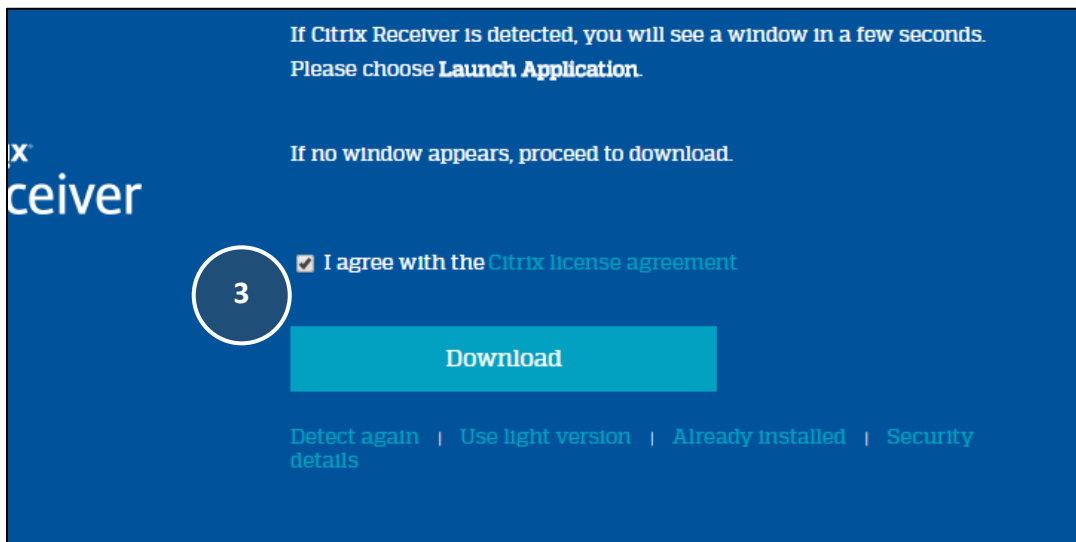 If Citrix Receiver is detected, you will see a window in a few seconds.
Please choose Launch Application.
If no window appears, proceed to download.
x
ceiver
I agree with the Citrix license agreement
3
Download
Detect again | Use light version | Already installed | Security
details